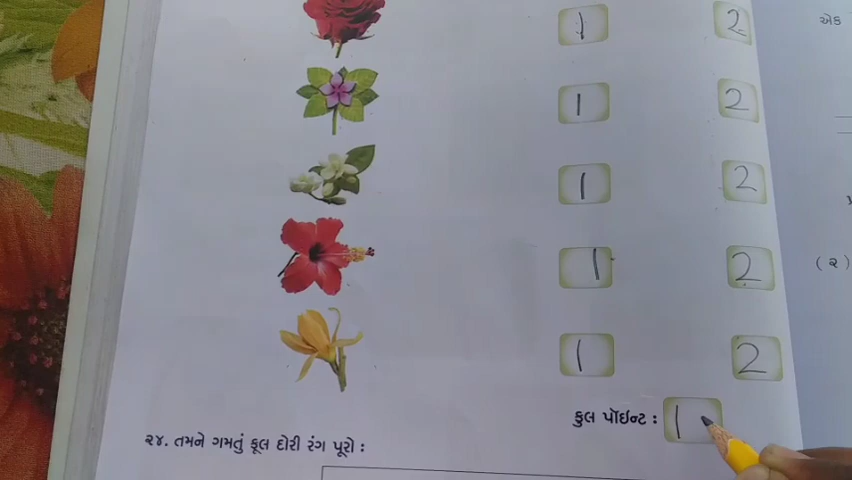 1 2
એક
1 2
1 2
1 2
(૨)
1 2
કુલ પૉઇન્ટ : 1
૨૪. તમને ગમતું ફૂલ દોરી રંગ પૂરો :